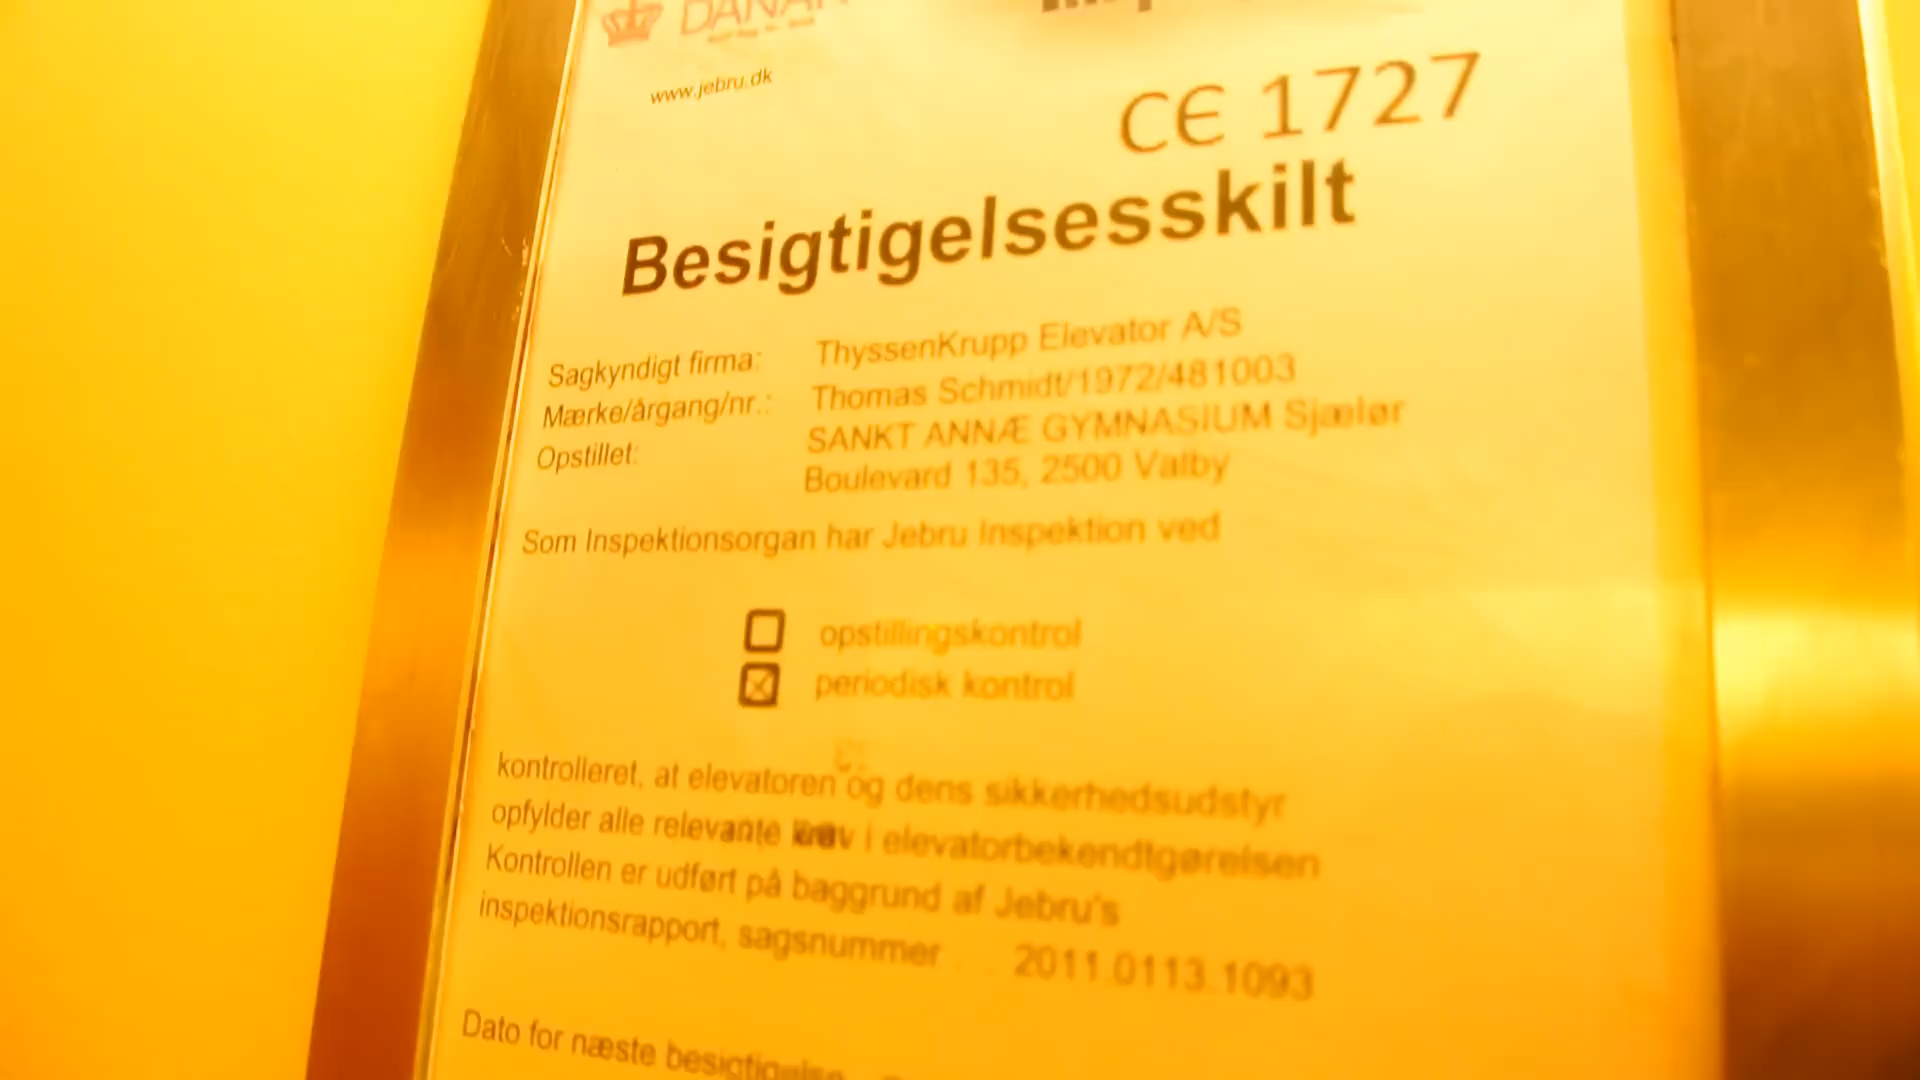 DANAK
www.jebru.dk
CE 1727
Besigtigelsesskilt
Sagkyndigt firma: ThyssenKrupp Elevator A/S
Mærke/årgang/nr.: Thomas Schmidt/1972/481003
Opstillet: SANKT ANNÆ GYMNASIUM Sjælør
Boulevard 135, 2500 Valby
Som Inspektionsorgan har Jebru Inspektion ved
opstillingskontrol
periodisk kontrol
kontrolleret, at elevatoren og dens sikkerhedsudstyr
opfylder alle relevante krav i elevatorbekendtgørelsen
Kontrollen er udført på baggrund af Jebru's
inspektionsrapport, sagsnummer . . 2011.0113.1093
Dato for næste besigtigelse